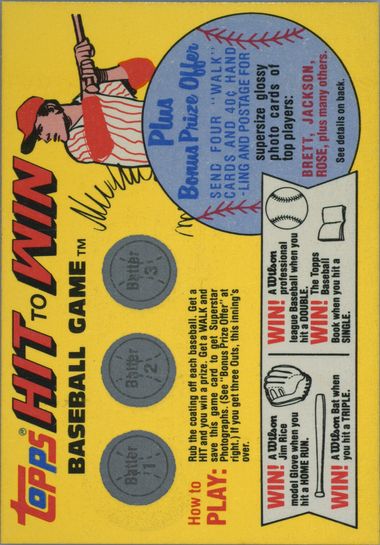 Topps® HIT TO WIN
BASEBALL GAME™
Batter 1
Batter 2
Batter 3
Plus
Bonus Prize Offer
SEND FOUR "WALK"
CARDS AND 40¢ HAND-
-LING AND POSTAGE FOR
supersize glossy
photo cards of
top players:
BRETT, JACKSON,
ROSE, plus many others.
See details on back.
How to
PLAY:
Rub the coating off each baseball. Get a
HIT and you win a prize. Get a WALK and
save this game card to get Superstar
Photographs. (See "Bonus Prize Offer" at
right.) If you get three Outs, this inning's
over.
WIN! A Wilson
Jim Rice
model Glove when you
hit a HOME RUN.
A Wilson Bat when
WIN! you hit a TRIPLE.
WIN! A Wilson
professional
league Baseball when you
hit a DOUBLE.
WIN! The Topps
Baseball
Book when you hit a
SINGLE.